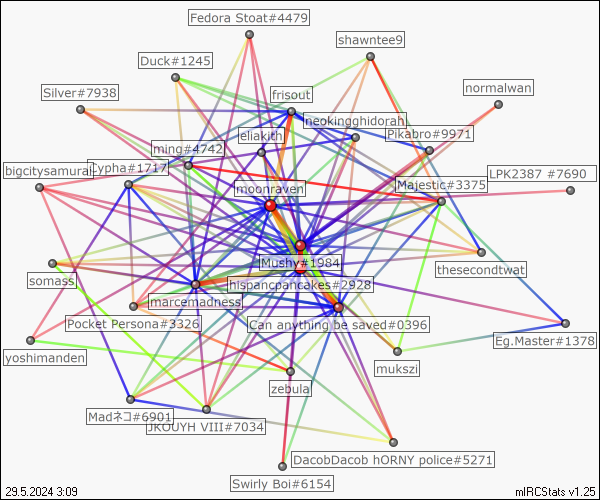 Fedora Stoat#4479
shawntee9
Duck#1245
Silver#7938
frisout
normalwan
neokingghidorah
Pikabro#9971
eliakith
ming#4742
bigcitysamurai
Cypha#1717
LPK2387 #7690
moonraven
Majestic#3375
Mushy#1984
thesecondtwat
somass
hispancpancakes#2928
marcemadness
Pocket Persona#3326
Can anything be saved#0396
Eg.Master#1378
yoshimanden
mukszi
zebula
Madネコ#6901
JKOUYH VIII#7034
DacobDacob hORNY police#5271
Swirly Boi#6154
29.5.2024 3:09
mIRCStats v1.25